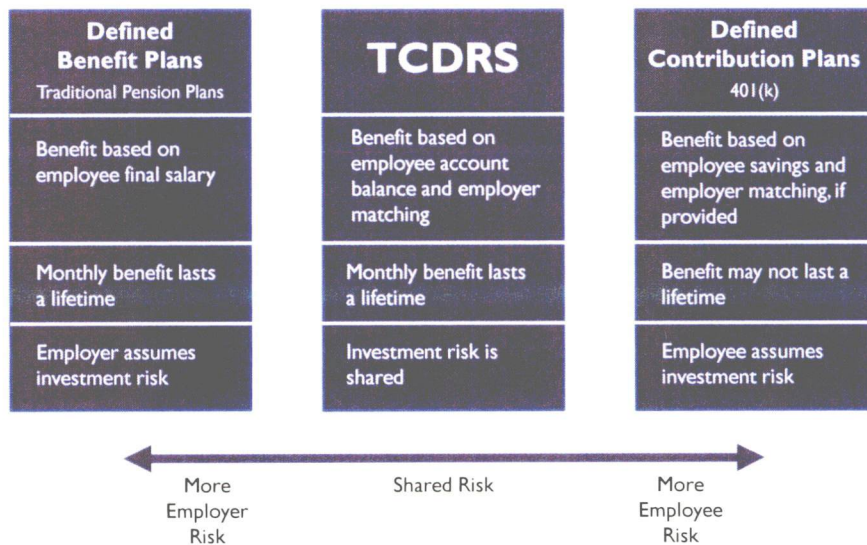 Defined
Benefit Plans
Traditional Pension Plans
Benefit based on
employee final salary
Monthly benefit lasts
a lifetime
Employer assumes
investment risk
TCDRS
Benefit based on
employee account
balance and employer
matching
Monthly benefit lasts
a lifetime
Investment risk is
shared
Defined
Contribution Plans
401(k)
Benefit based on
employee savings and
employer matching, if
provided
Benefit may not last a
lifetime
Employee assumes
investment risk
More
Employer
Risk
Shared Risk
More
Employee
Risk